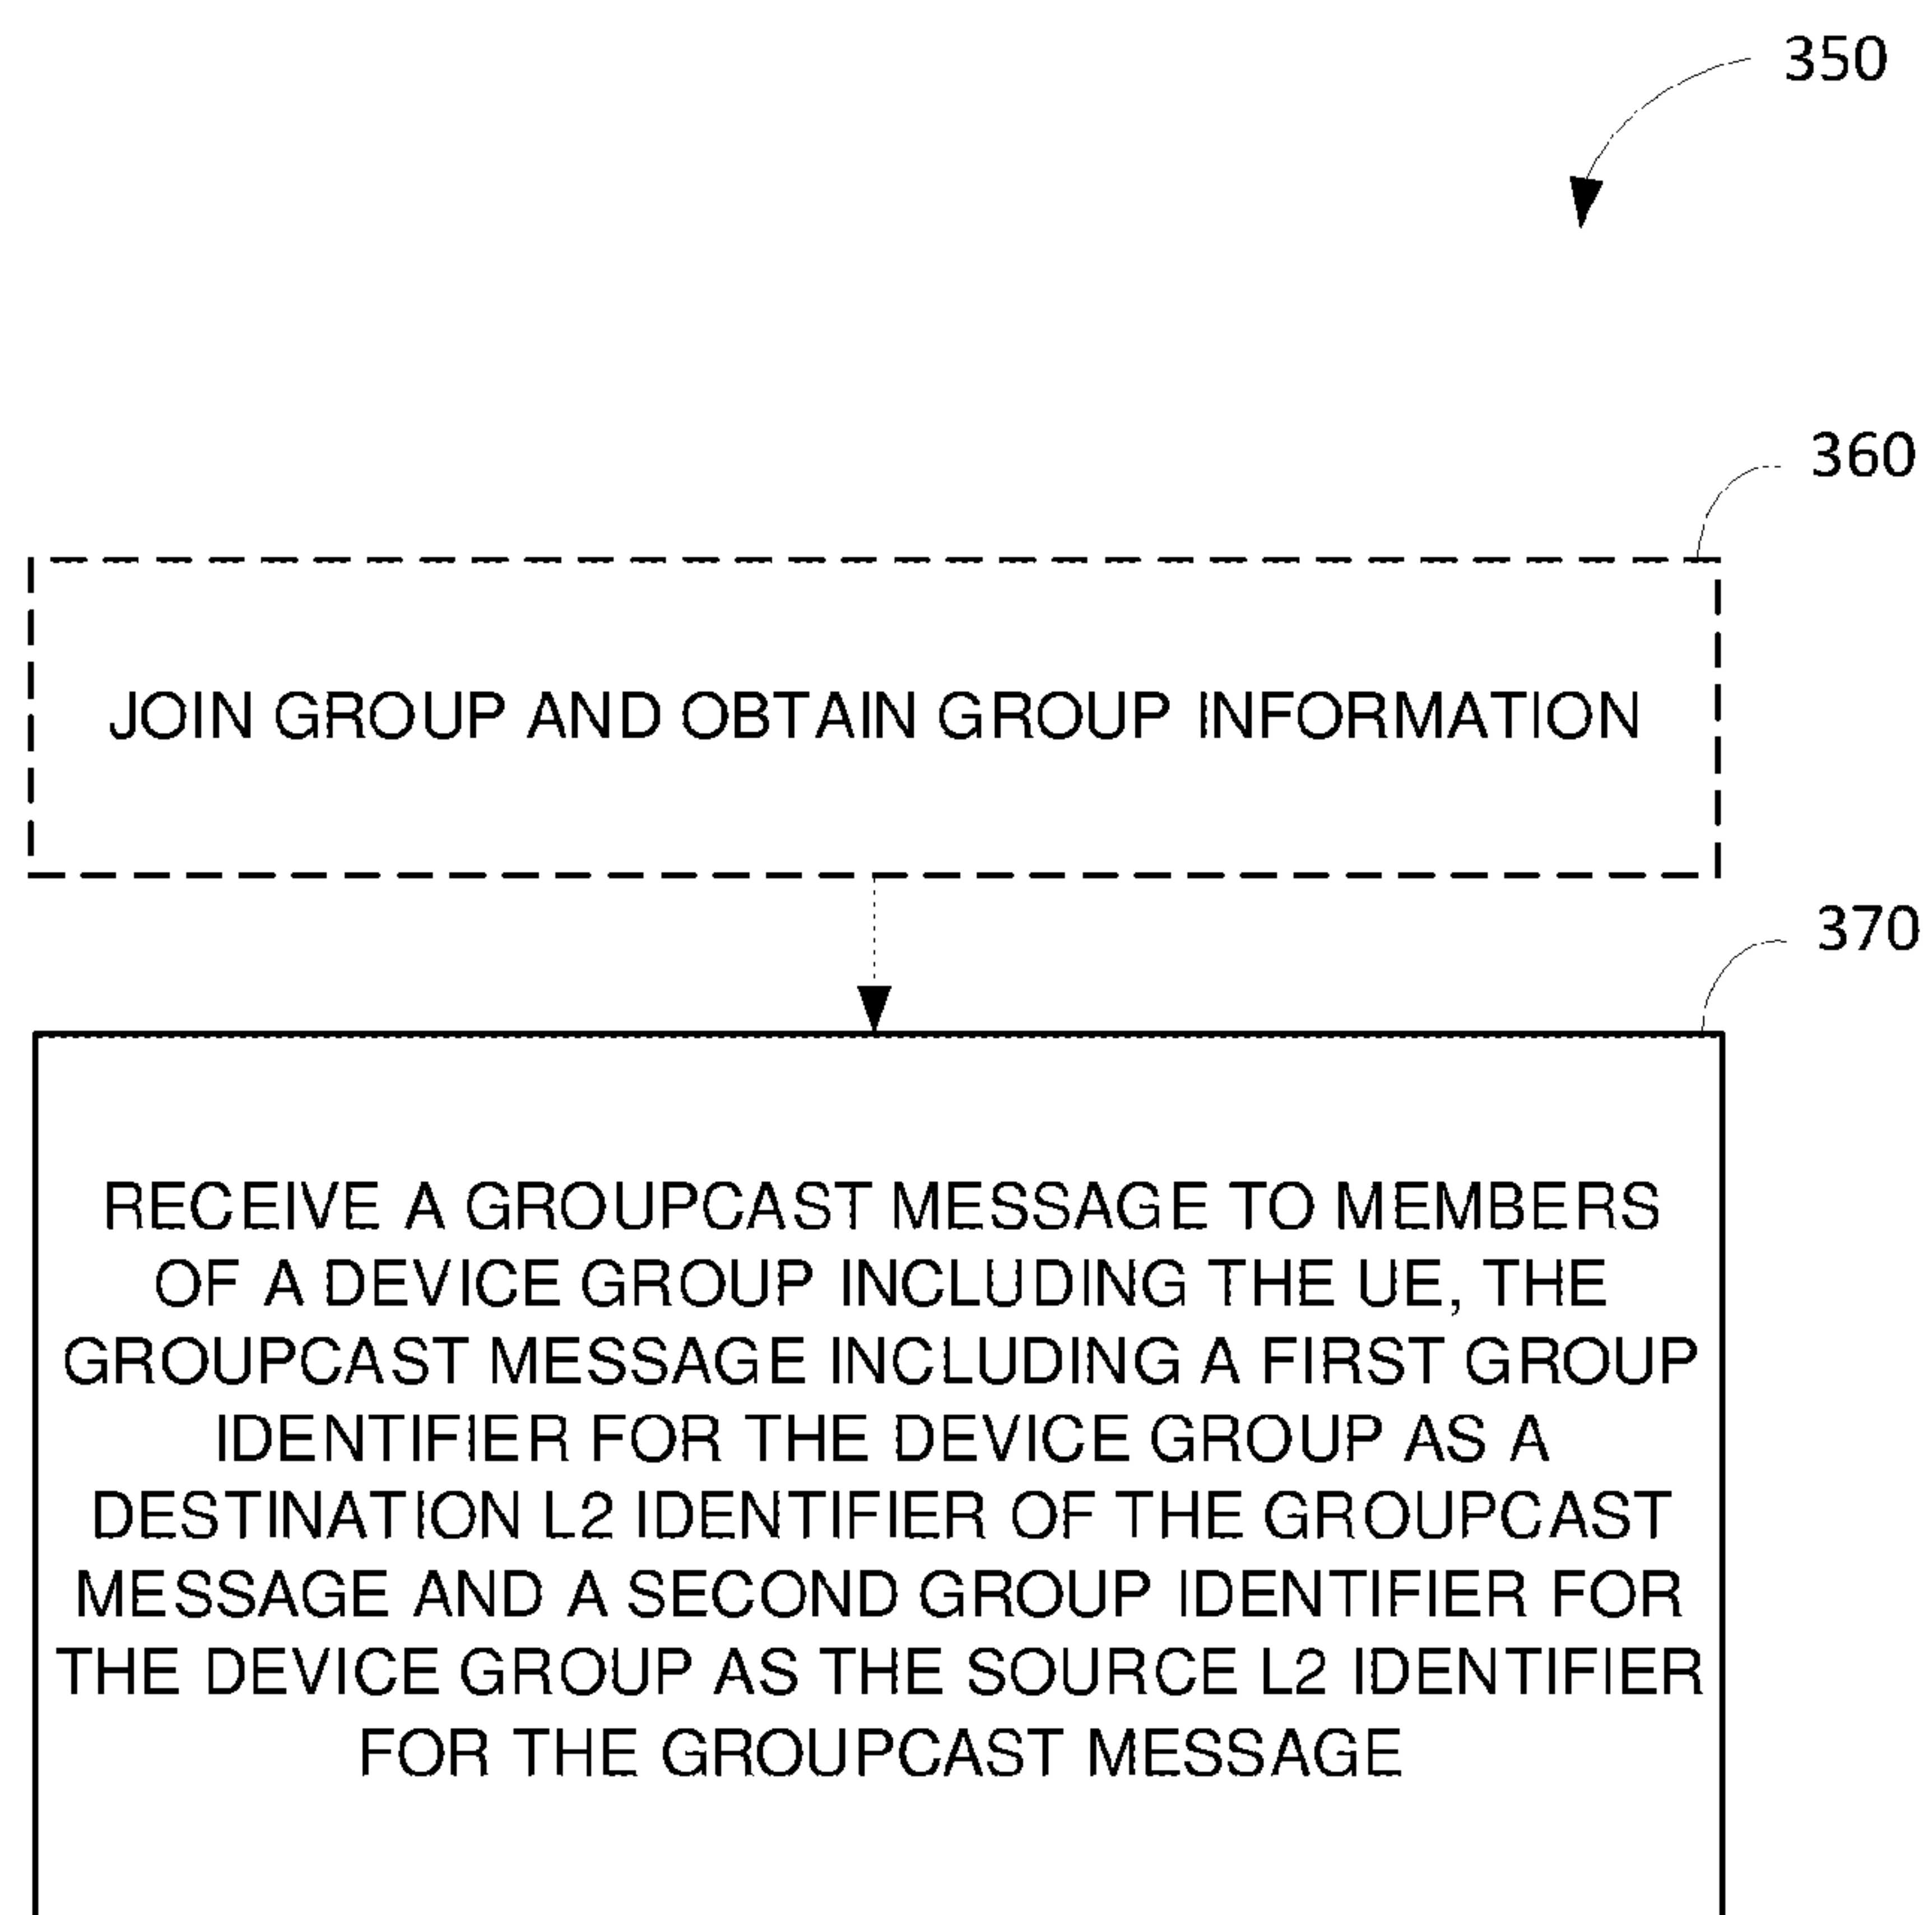 350
360
JOIN GROUP AND OBTAIN GROUP INFORMATION
370
RECEIVE A GROUPCAST MESSAGE TO MEMBERS
OF A DEVICE GROUP INCLUDING THE UE, THE
GROUPCAST MESSAGE INCLUDING A FIRST GROUP
IDENTIFIER FOR THE DEVICE GROUP AS A
DESTINATION L2 IDENTIFIER OF THE GROUPCAST
MESSAGE AND A SECOND GROUP IDENTIFIER FOR
THE DEVICE GROUP AS THE SOURCE L2 IDENTIFIER
FOR THE GROUPCAST MESSAGE